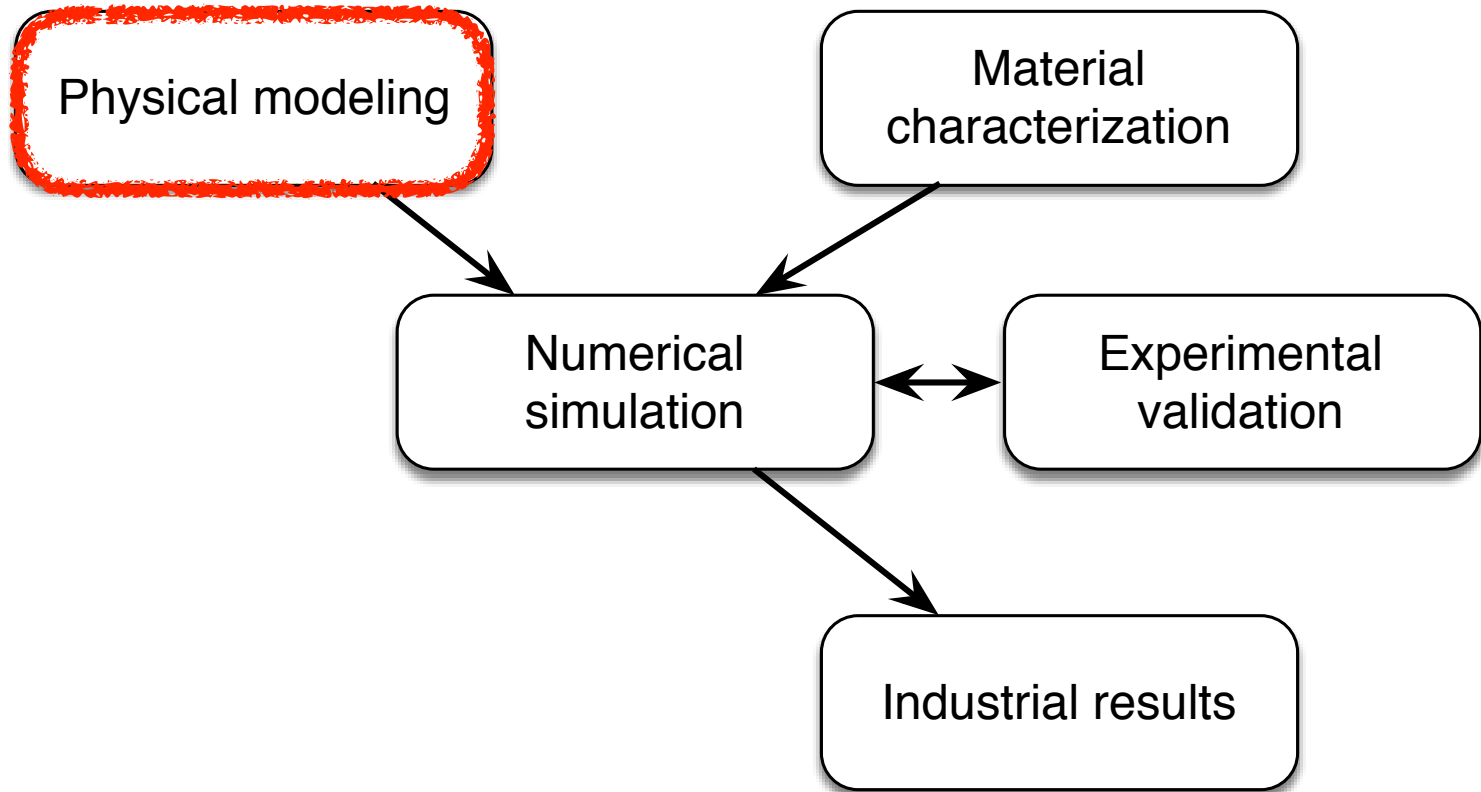 Physical modeling
Material
characterization
Numerical
simulation
Experimental
validation
Industrial results